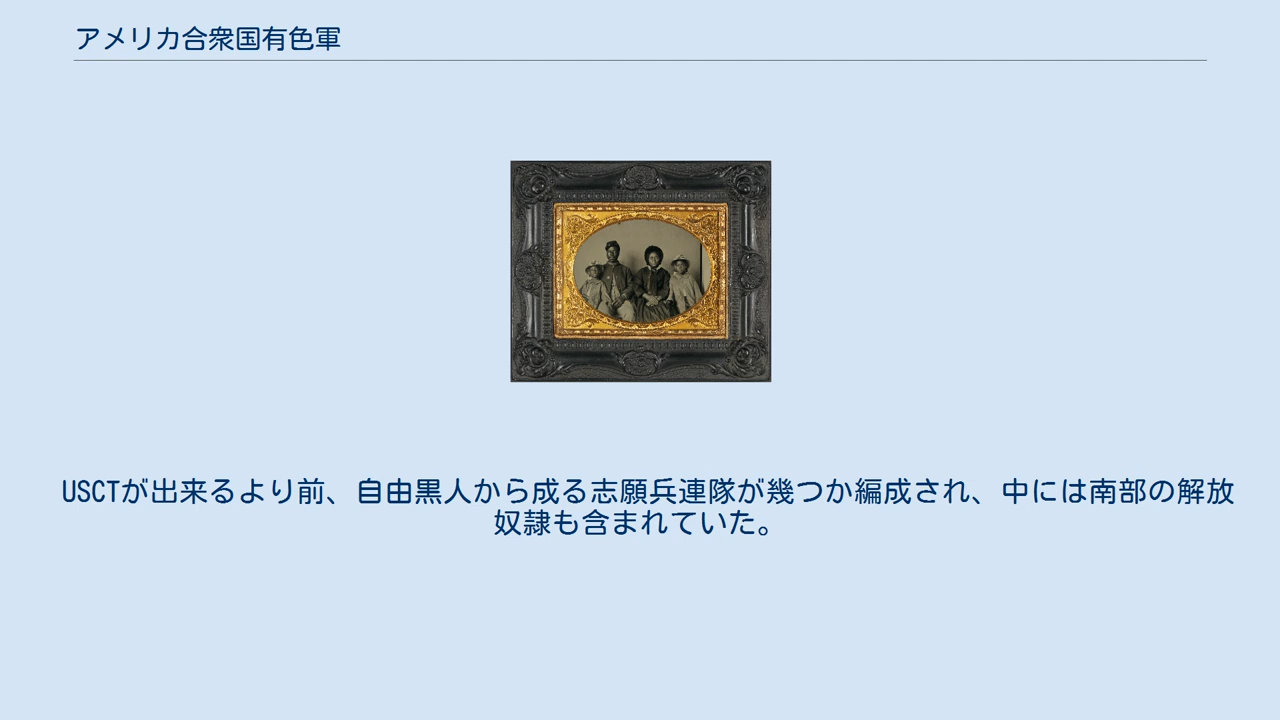 アメリカ合衆国有色軍
USCTが出来るより前、自由黒人から成る志願兵連隊が幾つか編成され、中には南部の解放
奴隷も含まれていた。